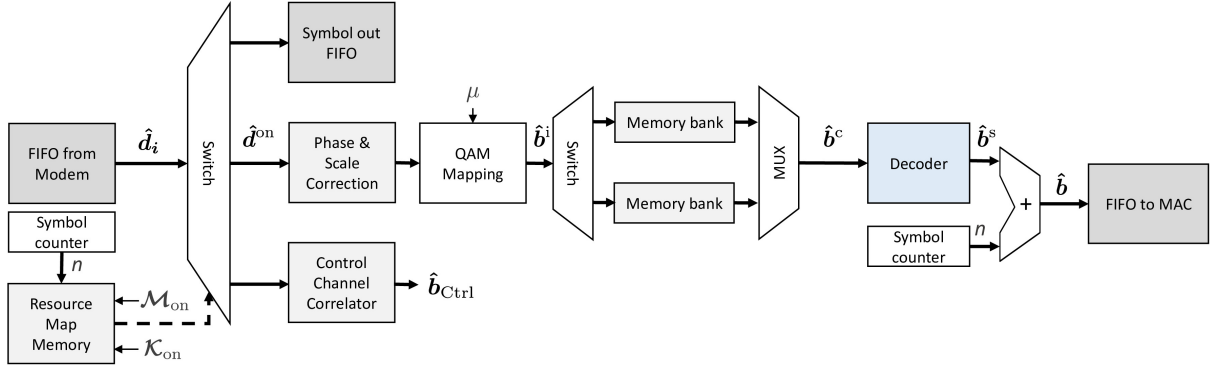 Symbol out
FIFO
FIFO from
Modem
d̂ᵢ
Switch
d̂ᵒⁿ
Phase &
Scale
Correction
μ
QAM
Mapping
b̂ⁱ
Switch
Memory bank
Memory bank
MUX
b̂ᶜ
Decoder
b̂ˢ
+
b̂
FIFO to MAC
Symbol
counter
n
Symbol
counter
n
Resource
Map
Memory
ℳon
𝒦on
Control
Channel
Correlator
b̂Ctrl